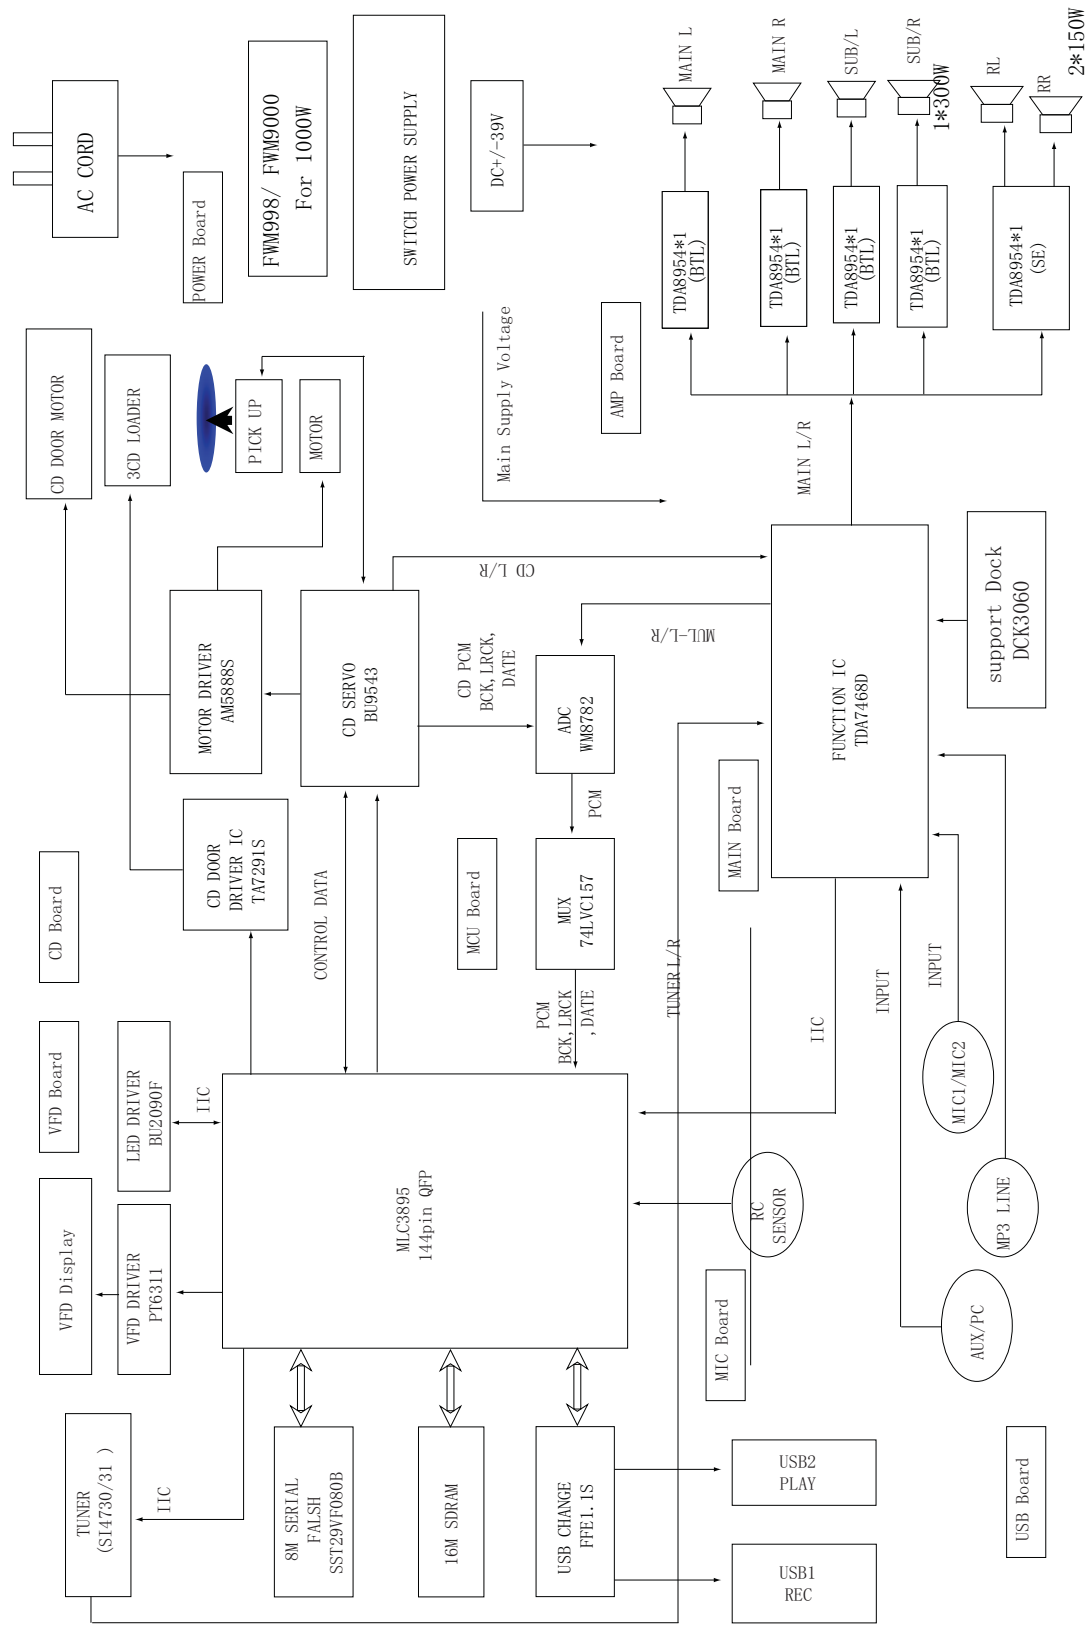 AC CORD
POWER Board
FWM998/ FWM9000
For 1000W
SWITCH POWER SUPPLY
DC+/-39V
MAIN L
MAIN R
SUB/L
SUB/R
1*300W
RL
RR
2*150W
TDA8954*1
(BTL)
TDA8954*1
(BTL)
TDA8954*1
(BTL)
TDA8954*1
(BTL)
TDA8954*1
(SE)
CD DOOR MOTOR
3CD LOADER
PICK UP
MOTOR
Main Supply Voltage
AMP Board
MAIN L/R
MOTOR DRIVER
AM5888S
CD SERVO
BU9543
CD L/R
CD PCM
BCK,LRCK,
DATE
MUL-L/R
ADC
WM8782
FUNCTION IC
TDA7468D
support Dock
DCK3060
CD Board
CD DOOR
DRIVER IC
TA7291S
CONTROL DATA
MCU Board
PCM
MUX
74LVC157
MAIN Board
VFD Board
LED DRIVER
BU2090F
IIC
PCM
BCK,LRCK
,DATE
TUNER L/R
IIC
INPUT
INPUT
VFD Display
VFD DRIVER
PT6311
MLC3895
144pin QFP
RC
SENSOR
MIC1/MIC2
MP3 LINE
AUX/PC
MIC Board
TUNER
(SI4730/31 )
IIC
8M SERIAL
FALSH
SST29VF080B
16M SDRAM
USB CHANGE
FFE1.1S
USB2
PLAY
USB1
REC
USB Board